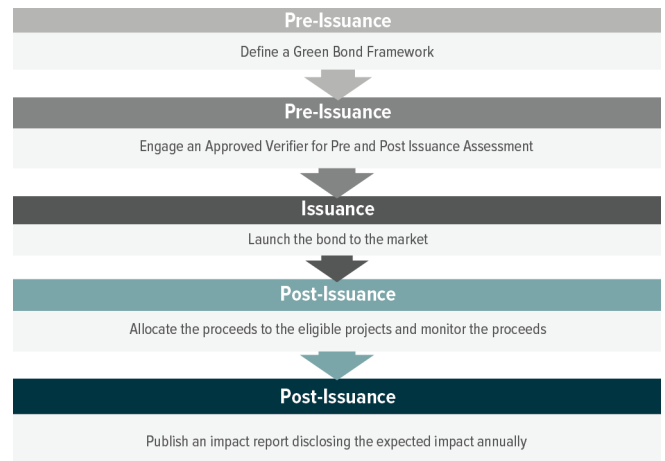 Pre-Issuance
Define a Green Bond Framework
Pre-Issuance
Engage an Approved Verifier for Pre and Post Issuance Assessment
Issuance
Launch the bond to the market
Post-Issuance
Allocate the proceeds to the eligible projects and monitor the proceeds
Post-Issuance
Publish an impact report disclosing the expected impact annually